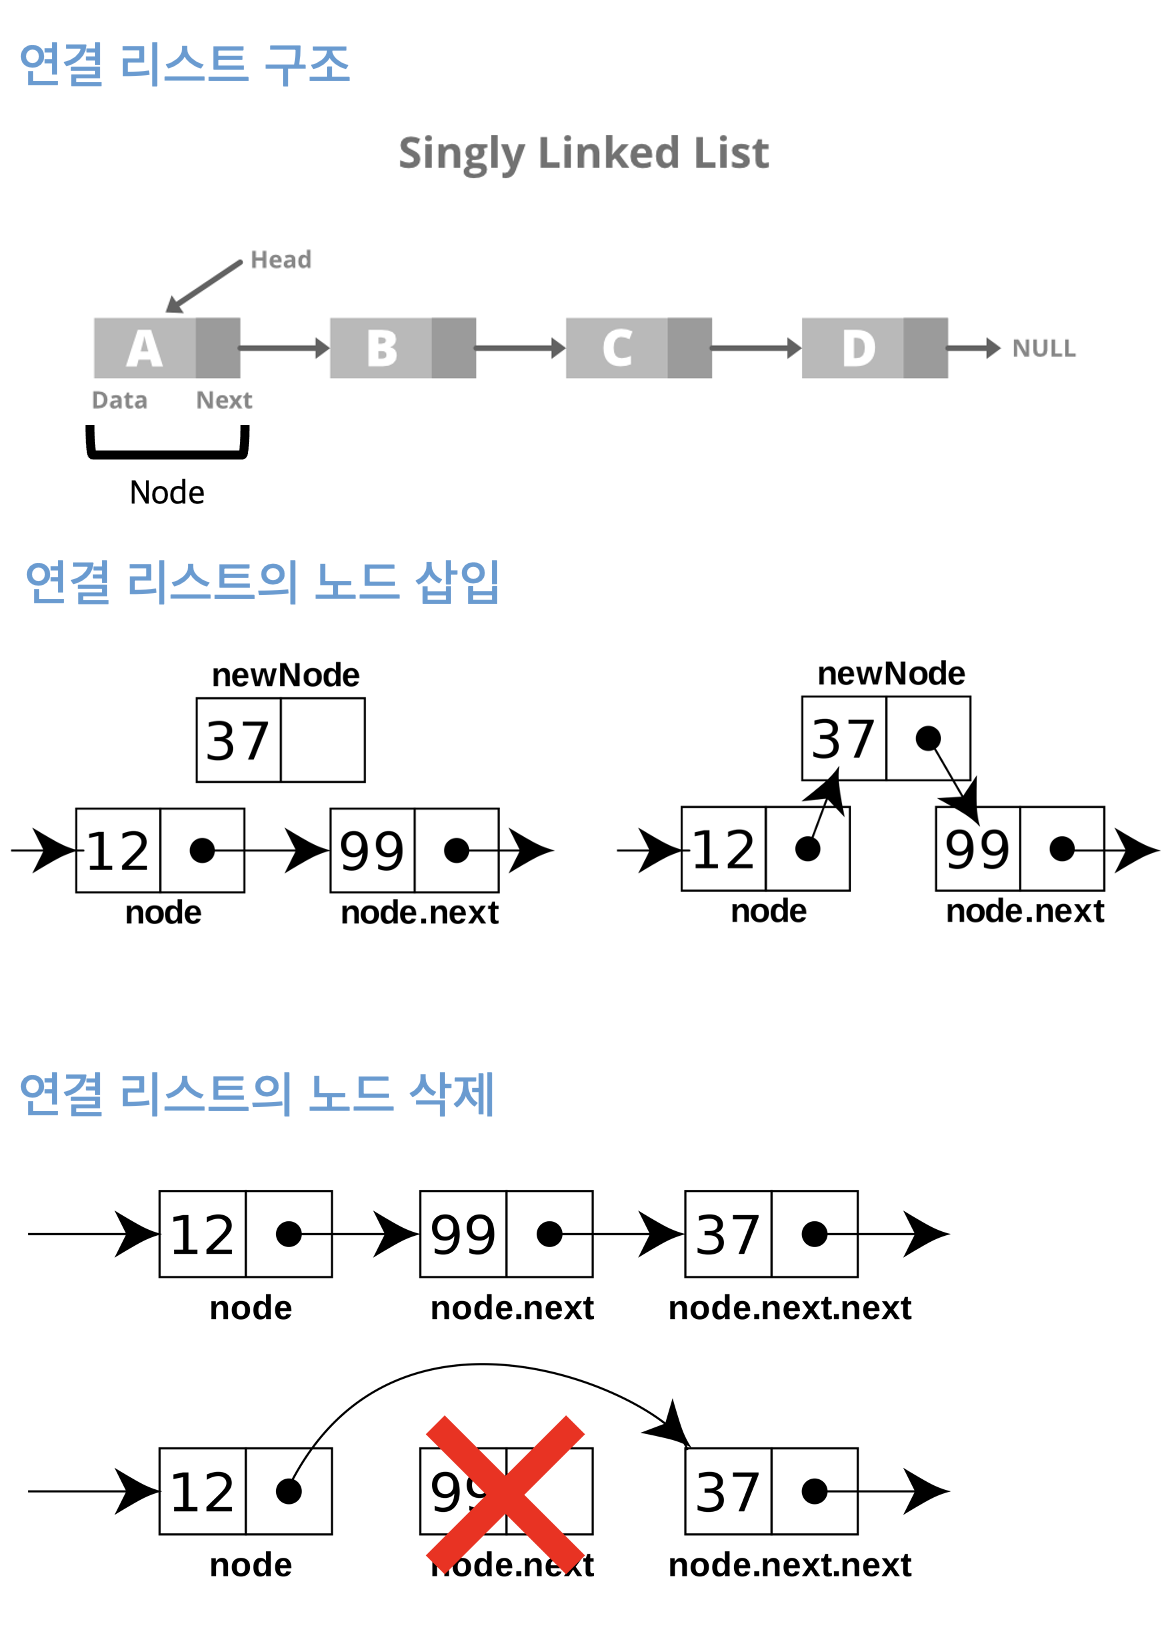 연결 리스트 구조
Singly Linked List
Head
A B C D NULL
Data Next
Node
연결 리스트의 노드 삽입
newNode
37
12 99
node node.next
newNode
37
12 99
node node.next
연결 리스트의 노드 삭제
12 99 37
node node.next node.next.next
12 99 37
node node.next node.next.next